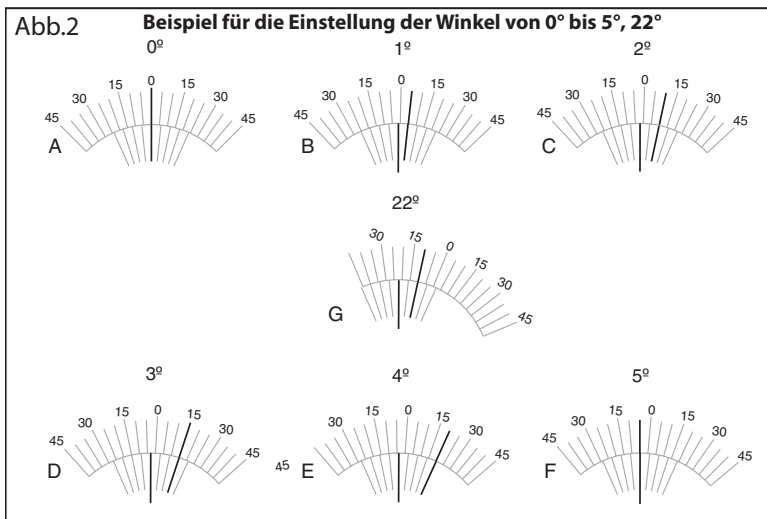 Abb.2
Beispiel für die Einstellung der Winkel von 0° bis 5°, 22°
0º 1º 2º
45 30 15 0 15 30 45
A
45 30 15 0 15 30 45
B
45 30 15 0 15 30 45
C
22º
30 15 0 15 30 45
G
3º 4º 5º
45 30 15 0 15 30 45
D
45 30 15 0 15 30 45
E
45 30 15 0 15 30 45
F